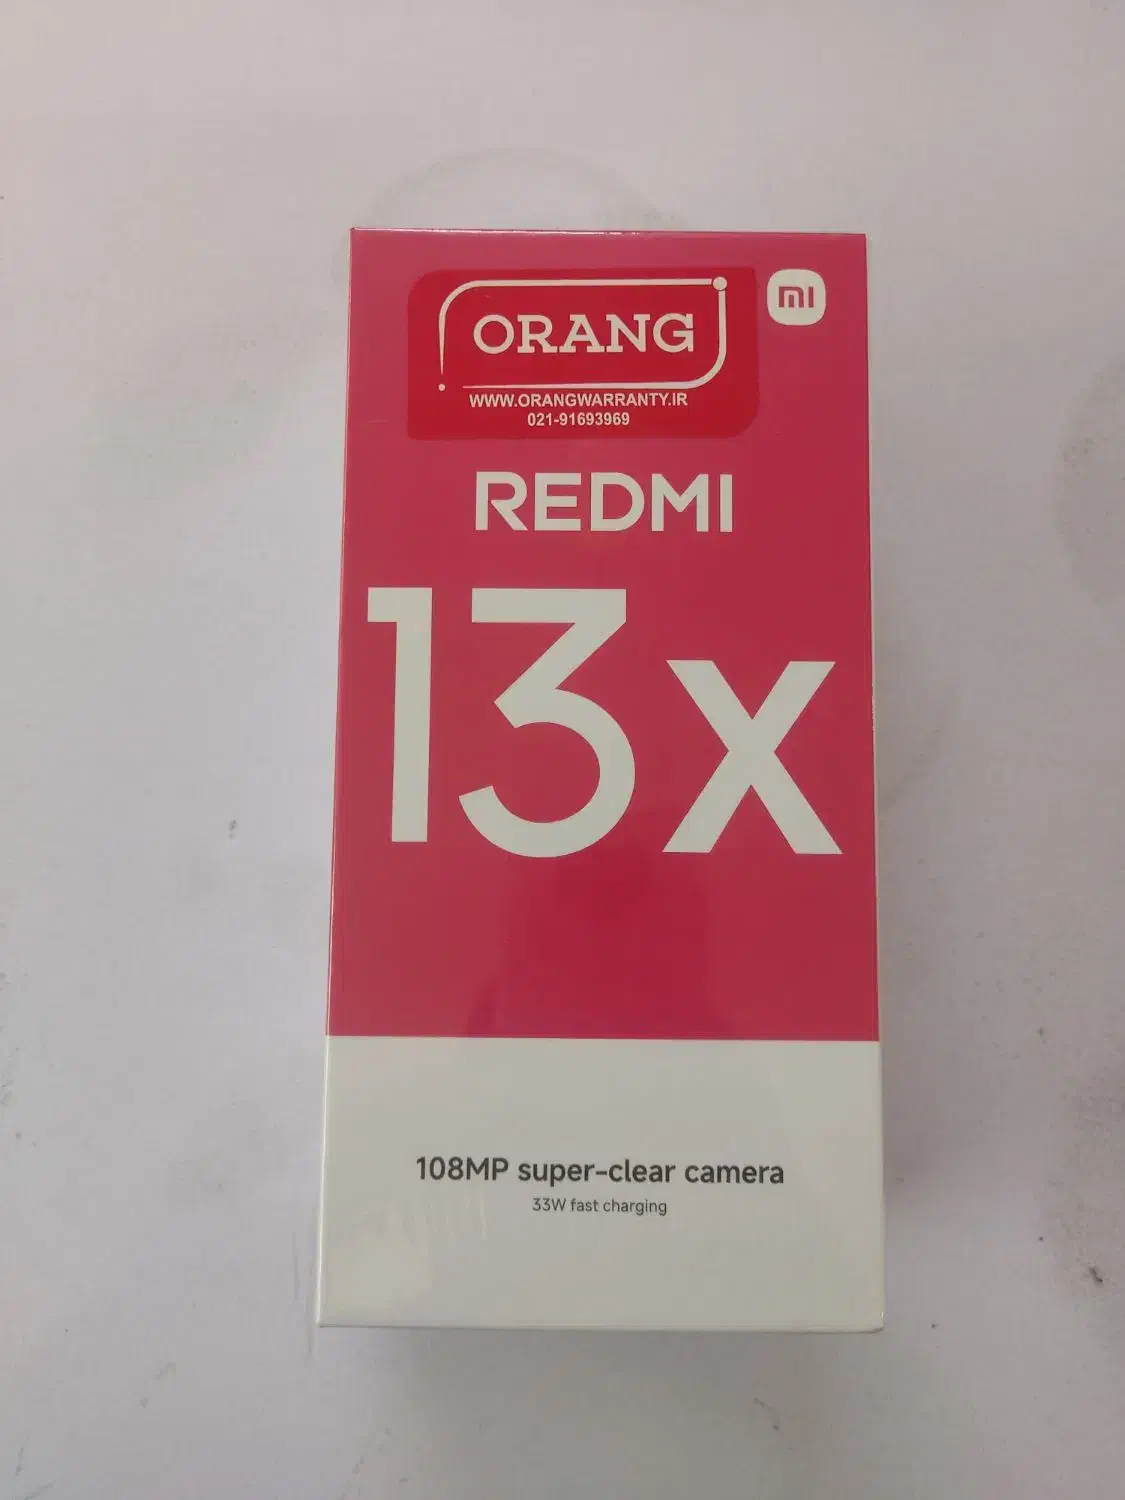 ORANG
WWW.ORANGWARRANTY.IR
021-91693969
mi
REDMI
13x
108MP super-clear camera
33W fast charging